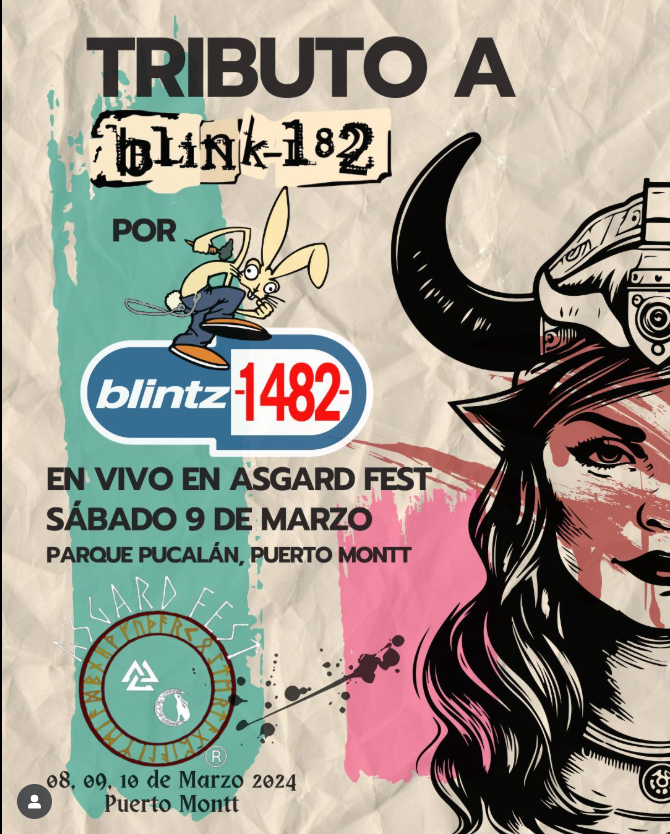 TRIBUTO A
blink-182
POR
blintz -1482-
EN VIVO EN ASGARD FEST
SÁBADO 9 DE MARZO
PARQUE PUCALÁN, PUERTO MONTT
ASGARD FEST
®
08, 09, 10 de Marzo 2024
Puerto Montt